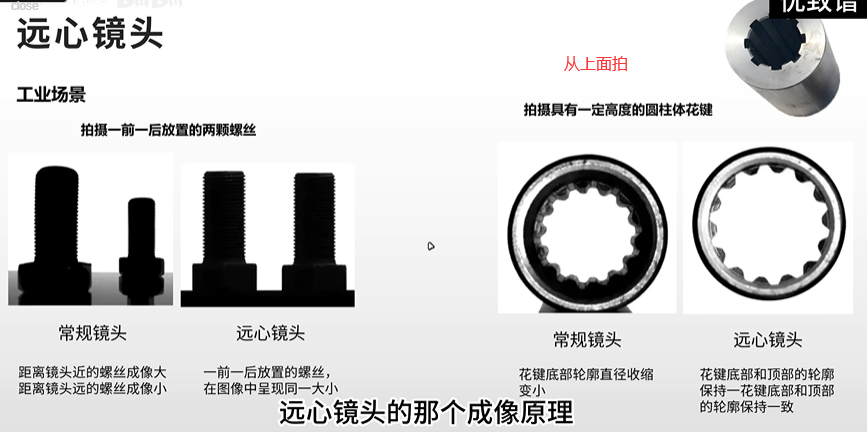 close
优致谱
远心镜头
从上面拍
工业场景
拍摄一前一后放置的两颗螺丝
拍摄具有一定高度的圆柱体花键
常规镜头
远心镜头
常规镜头
远心镜头
距离镜头近的螺丝成像大
距离镜头远的螺丝成像小
一前一后放置的螺丝，
在图像中呈现同一大小
花键底部轮廓直径收缩
变小
花键底部和顶部的轮廓
保持一花键底部和顶部
的轮廓保持一致
远心镜头的那个成像原理